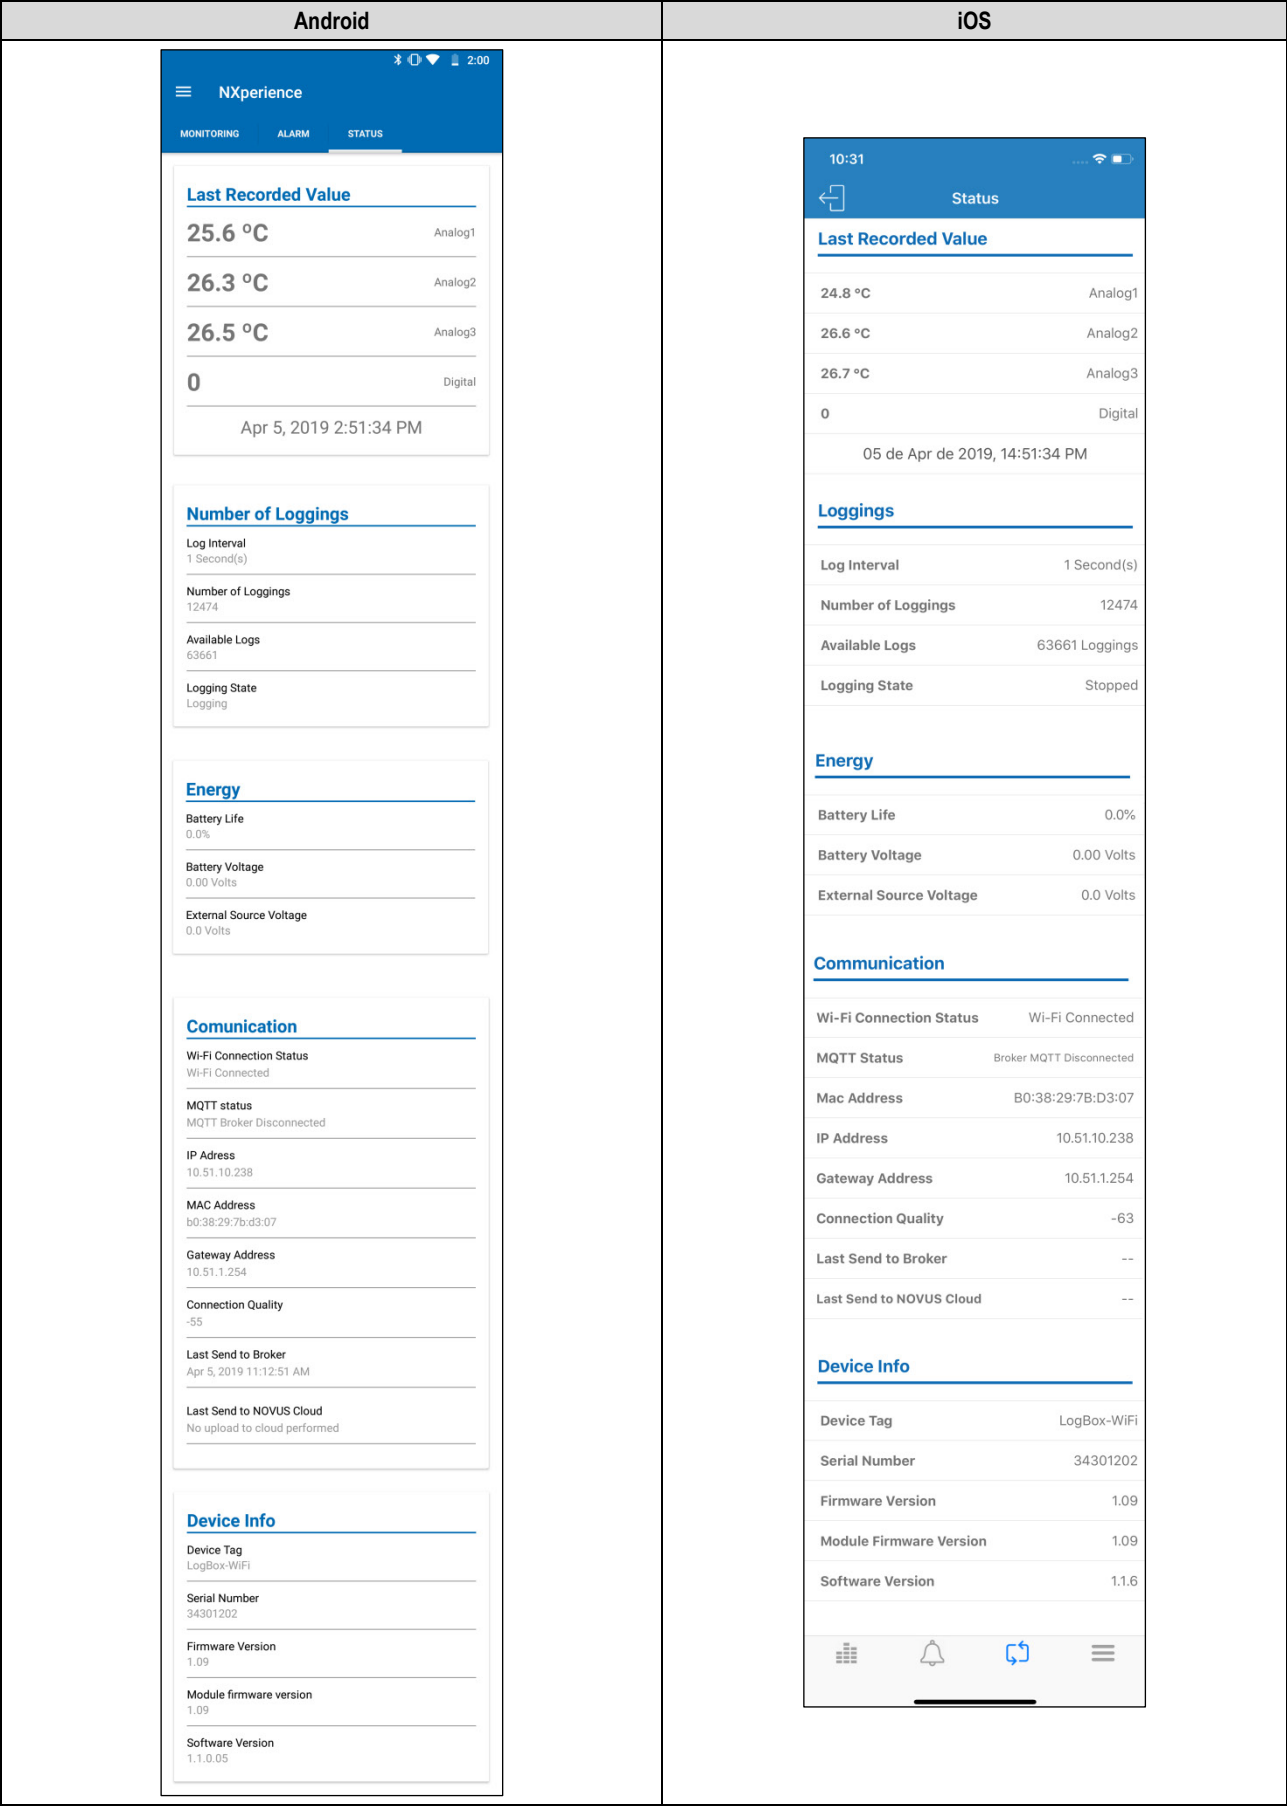 Android
iOS
2:00
NXperience
MONITORING ALARM STATUS
Last Recorded Value
25.6 ºC Analog1
26.3 ºC Analog2
26.5 ºC Analog3
0 Digital
Apr 5, 2019 2:51:34 PM
Number of Loggings
Log Interval
1 Second(s)
Number of Loggings
12474
Available Logs
63661
Logging State
Logging
Energy
Battery Life
0.0%
Battery Voltage
0.00 Volts
External Source Voltage
0.0 Volts
Comunication
Wi-Fi Connection Status
Wi-Fi Connected
MQTT status
MQTT Broker Disconnected
IP Adress
10.51.10.238
MAC Address
b0:38:29:7b:d3:07
Gateway Address
10.51.1.254
Connection Quality
-55
Last Send to Broker
Apr 5, 2019 11:12:51 AM
Last Send to NOVUS Cloud
No upload to cloud performed
Device Info
Device Tag
LogBox-WiFi
Serial Number
34301202
Firmware Version
1.09
Module firmware version
1.09
Software Version
1.1.0.05
10:31
Status
Last Recorded Value
24.8 ºC Analog1
26.6 ºC Analog2
26.7 ºC Analog3
0 Digital
05 de Apr de 2019, 14:51:34 PM
Loggings
Log Interval 1 Second(s)
Number of Loggings 12474
Available Logs 63661 Loggings
Logging State Stopped
Energy
Battery Life 0.0%
Battery Voltage 0.00 Volts
External Source Voltage 0.0 Volts
Communication
Wi-Fi Connection Status Wi-Fi Connected
MQTT Status Broker MQTT Disconnected
Mac Address B0:38:29:7B:D3:07
IP Address 10.51.10.238
Gateway Address 10.51.1.254
Connection Quality -63
Last Send to Broker --
Last Send to NOVUS Cloud --
Device Info
Device Tag LogBox-WiFi
Serial Number 34301202
Firmware Version 1.09
Module Firmware Version 1.09
Software Version 1.1.6